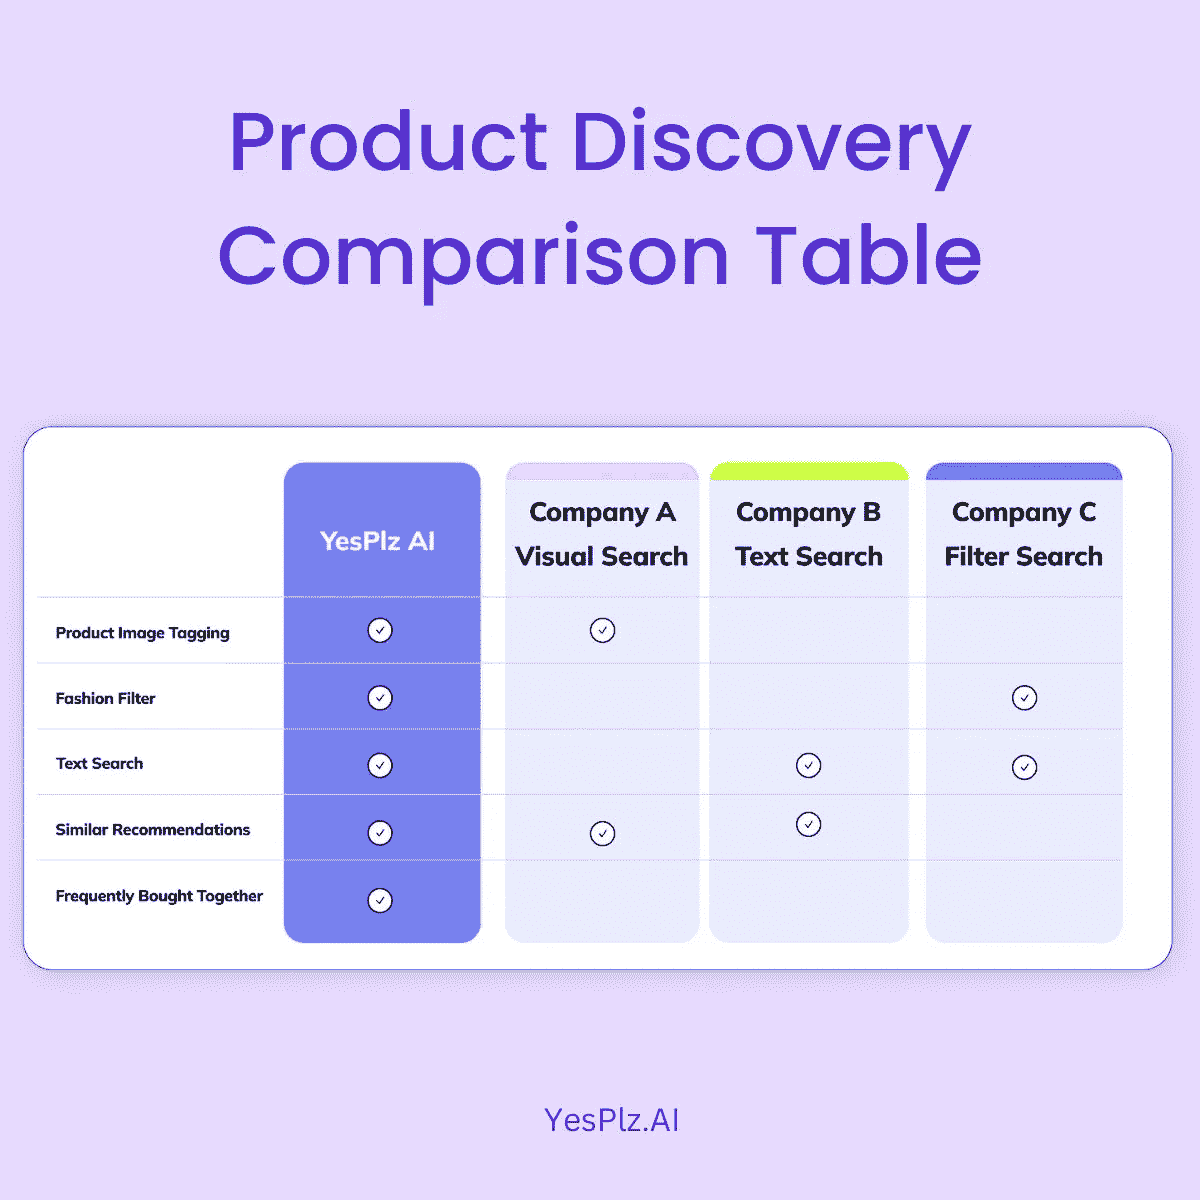 Product Discovery
Comparison Table
YesPlz AI
Company A
Visual Search
Company B
Text Search
Company C
Filter Search
Product Image Tagging
Fashion Filter
Text Search
Similar Recommendations
Frequently Bought Together
YesPlz.AI